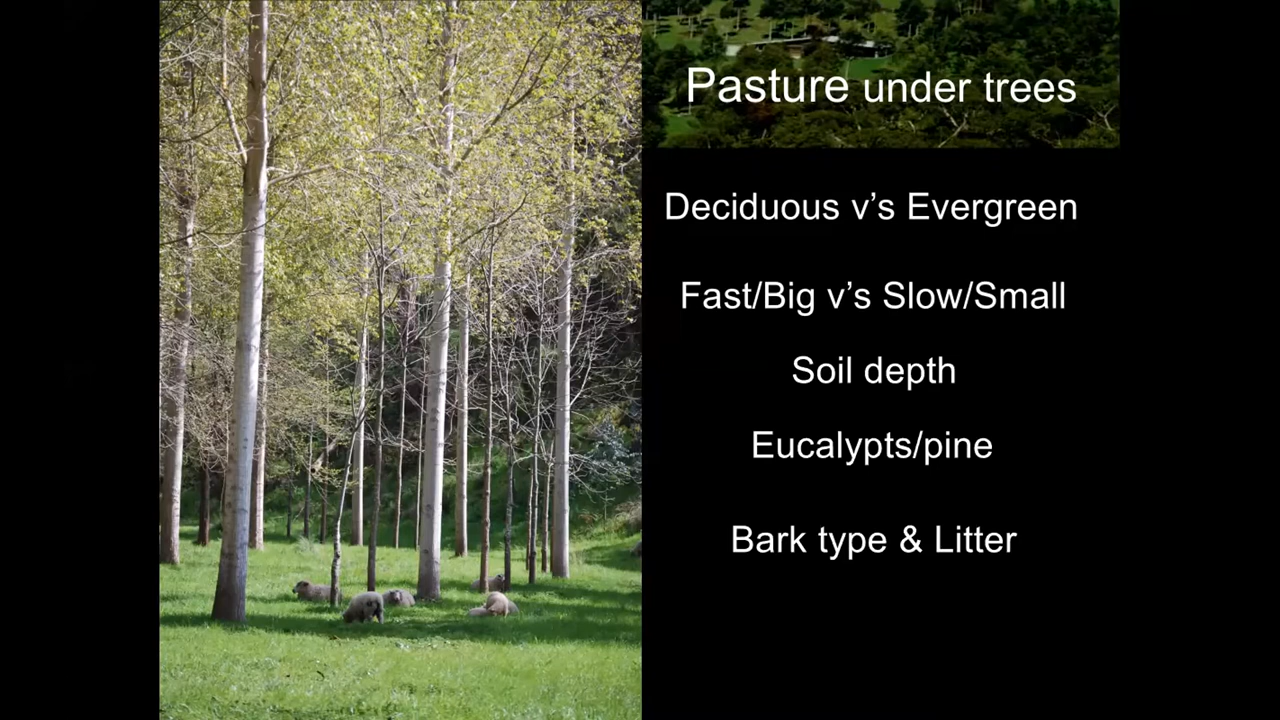 Pasture under trees
Deciduous v’s Evergreen
Fast/Big v’s Slow/Small
Soil depth
Eucalypts/pine
Bark type & Litter